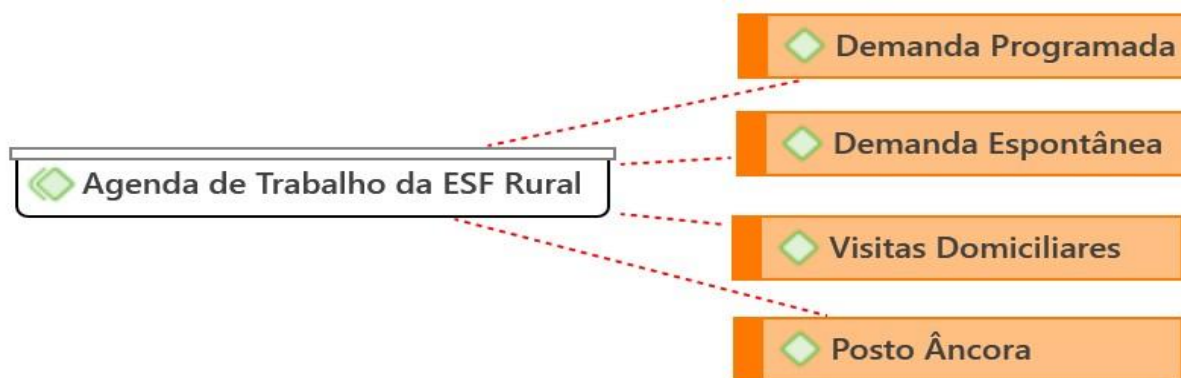 Demanda Programada
Demanda Espontânea
Agenda de Trabalho da ESF Rural
Visitas Domiciliares
Posto Âncora